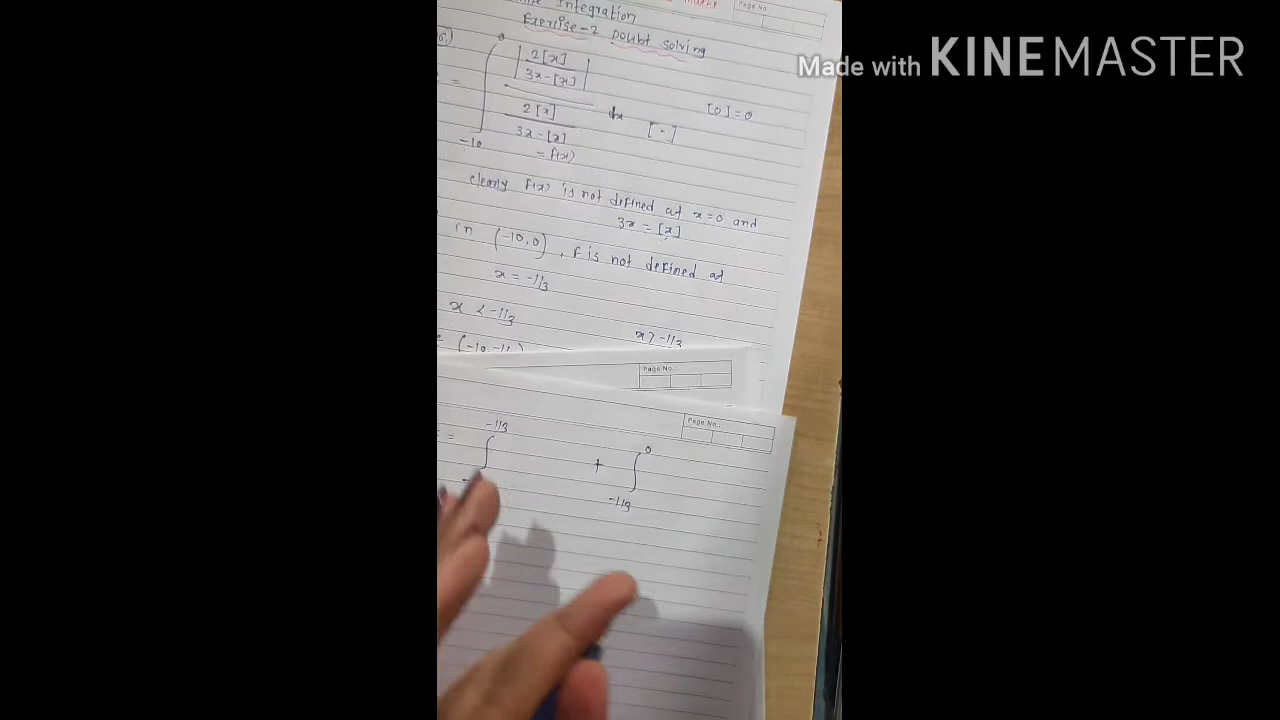 Integration
Page No
Exercise-2 Doubt solving
Made with KINEMASTER
= ∫ 0
|2[x]
3x-[x]|
2[x]
3x-[x]
dx [·]
[0] = 0
-10
= f(x)
clearly f(x) is not defined at x=0 and
3x = [x]
in (-10,0), f is not defined at
x = -1/3
x < -1/3
x > -1/3
Page No.:
Page No.:
= ∫ -1/3
+ ∫ 0
-1/3